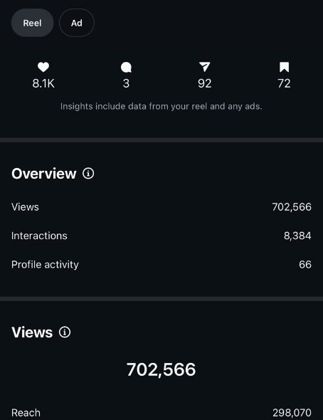 Reel Ad
8.1K 3 92 72
Insights include data from your reel and any ads.
Overview
Views 702,566
Interactions 8,384
Profile activity 66
Views
702,566
Reach 298,070